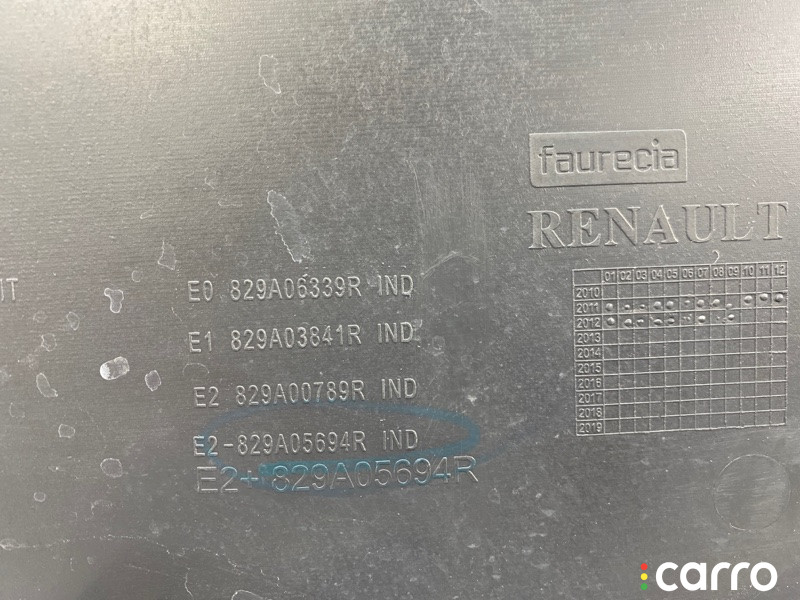 faurecia
RENAULT
IT
E0 829A06339R IND
E1 829A03841R IND
E2 829A00789R IND
E2-829A05694R IND
E2+829A05694R
2
01 02 03 04 05 06 07 08 09 10 11 12
2010
2011
2012
2013
2014
2015
2016
2017
2018
2019
carro